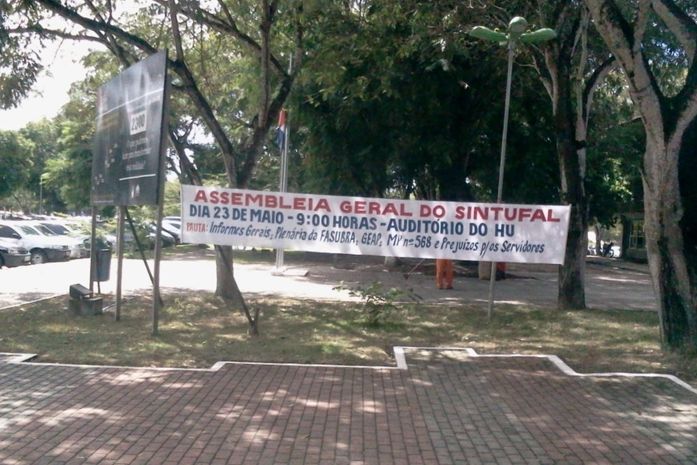 ASSEMBLEIA GERAL DO SINTUFAL
DIA 23 DE MAIO - 9:00 HORAS - AUDITÓRIO DO HU
PAUTA: Informes Gerais, Plenária da FASUBRA, GEAP, MP nº 568 e Prejuízos p/os Servidores